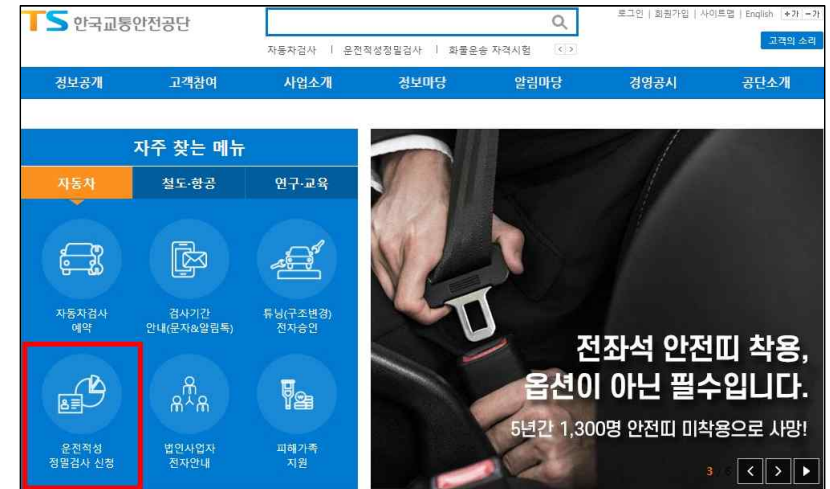 TS 한국교통안전공단
로그인 | 회원가입 | 사이트맵 | English +가 -가
고객의 소리
자동차검사 | 운전적성정밀검사 | 화물운송 자격시험 < >
정보공개 고객참여 사업소개 정보마당 알림마당 경영공시 공단소개
자주 찾는 메뉴
자동차 철도·항공 연구·교육
자동차검사
예약
검사기간
안내(문자&알림톡)
튜닝(구조변경)
전자승인
운전적성
정밀검사 신청
법인사업자
전자안내
피해가족
지원
전좌석 안전띠 착용,
옵션이 아닌 필수입니다.
5년간 1,300명 안전띠 미착용으로 사망!
3 /